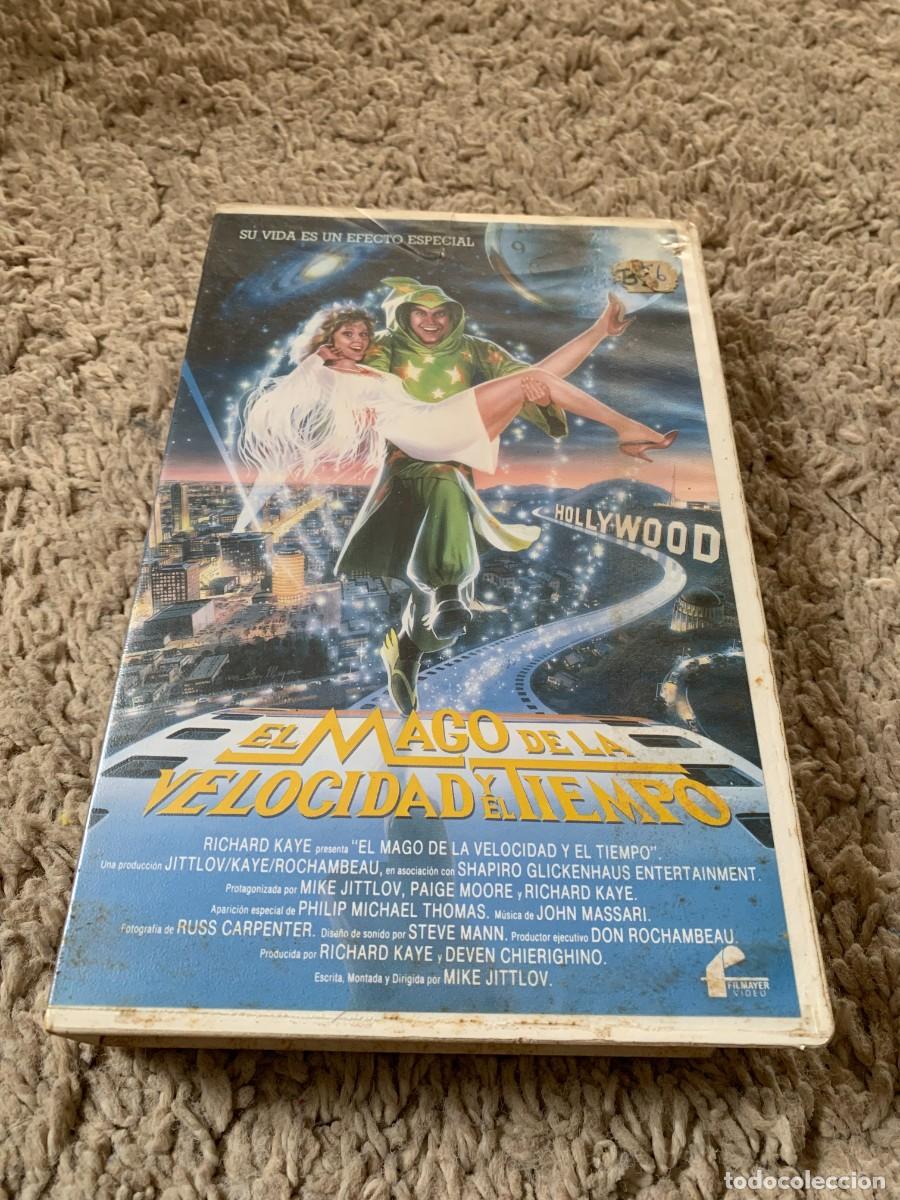 SU VIDA ES UN EFECTO ESPECIAL
9
HOLLYWOOD
EL MAGO DE LA
VELOCIDAD Y EL TIEMPO
RICHARD KAYE presenta "EL MAGO DE LA VELOCIDAD Y EL TIEMPO".
Una producción JITTLOV/KAYE/ROCHAMBEAU, en asociación con SHAPIRO GLICKENHAUS ENTERTAINMENT.
Protagonizada por MIKE JITTLOV, PAIGE MOORE y RICHARD KAYE.
Aparición especial de PHILIP MICHAEL THOMAS. Música de JOHN MASSARI.
Fotografía de RUSS CARPENTER. Diseño de sonido por STEVE MANN. Productor ejecutivo DON ROCHAMBEAU.
Producida por RICHARD KAYE y DEVEN CHIERIGHINO.
Escrita, Montada y Dirigida por MIKE JITTLOV.
FILMAYER
VIDEO
todocoleccion